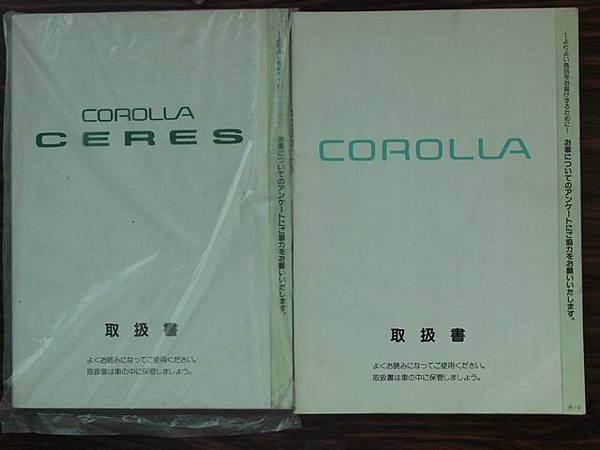 COROLLA
CERES
取扱書
よくお読みになってご使用ください。
取扱書は車の中に保管しましょう。
お車についてのアンケートにご協力をお願いいたします。
COROLLA
取扱書
よくお読みになってご使用ください。
取扱書は車の中に保管しましょう。
―よりよい商品をお届けするために― お車についてのアンケートにご協力をお願いいたします。